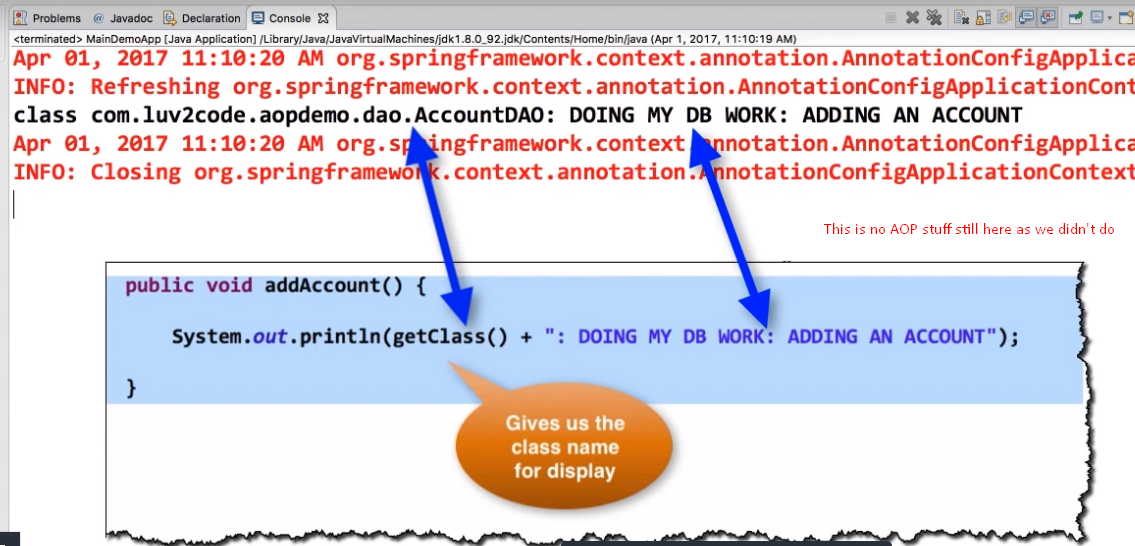 Problems @ Javadoc Declaration Console
<terminated> MainDemoApp [Java Application] /Library/Java/JavaVirtualMachines/jdk1.8.0_92.jdk/Contents/Home/bin/java (Apr 1, 2017, 11:10:19 AM)
Apr 01, 2017 11:10:20 AM org.springframework.context.annotation.AnnotationConfigApplica
INFO: Refreshing org.springframework.context.annotation.AnnotationConfigApplicationCont
class com.luv2code.aopdemo.dao.AccountDAO: DOING MY DB WORK: ADDING AN ACCOUNT
Apr 01, 2017 11:10:20 AM org.springframework.context.annotation.AnnotationConfigApplica
INFO: Closing org.springframework.context.annotation.AnnotationConfigApplicationContext
This is no AOP stuff still here as we didn't do
public void addAccount() {
System.out.println(getClass() + ": DOING MY DB WORK: ADDING AN ACCOUNT");
}
Gives us the
class name
for display